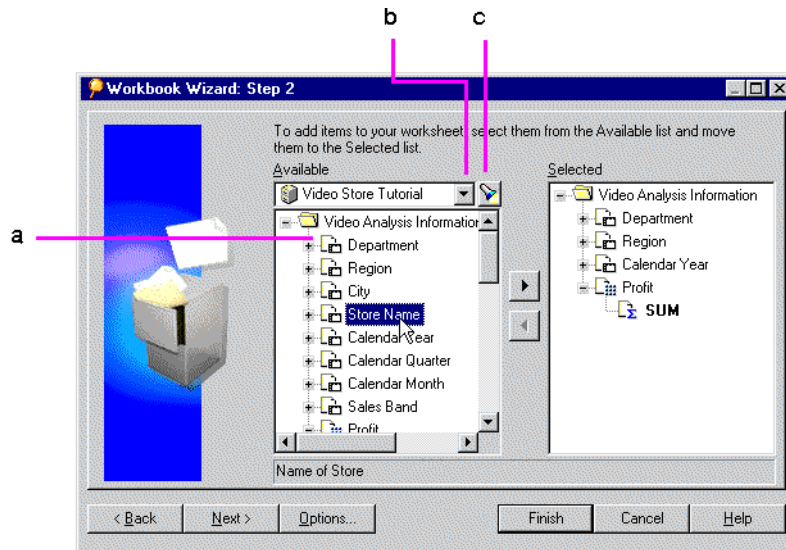 b c
Workbook Wizard: Step 2
To add items to your worksheet, select them from the Available list and move
them to the Selected list.
Available
Video Store Tutorial
Video Analysis Information
a
Department
Region
City
Store Name
Calendar Year
Calendar Quarter
Calendar Month
Sales Band
Profit
Selected
Video Analysis Information
Department
Region
Calendar Year
Profit
SUM
Name of Store
< Back Next > Options... Finish Cancel Help